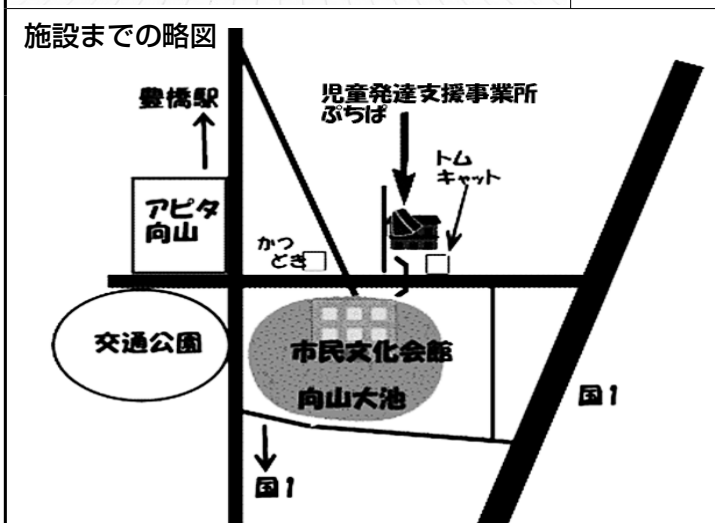 施設までの略図
豊橋駅
児童発達支援事業所
ぷちぱ
トム
キャット
アピタ
向山
かつ
どき
交通公園
市民文化会館
向山大池
国1
国1